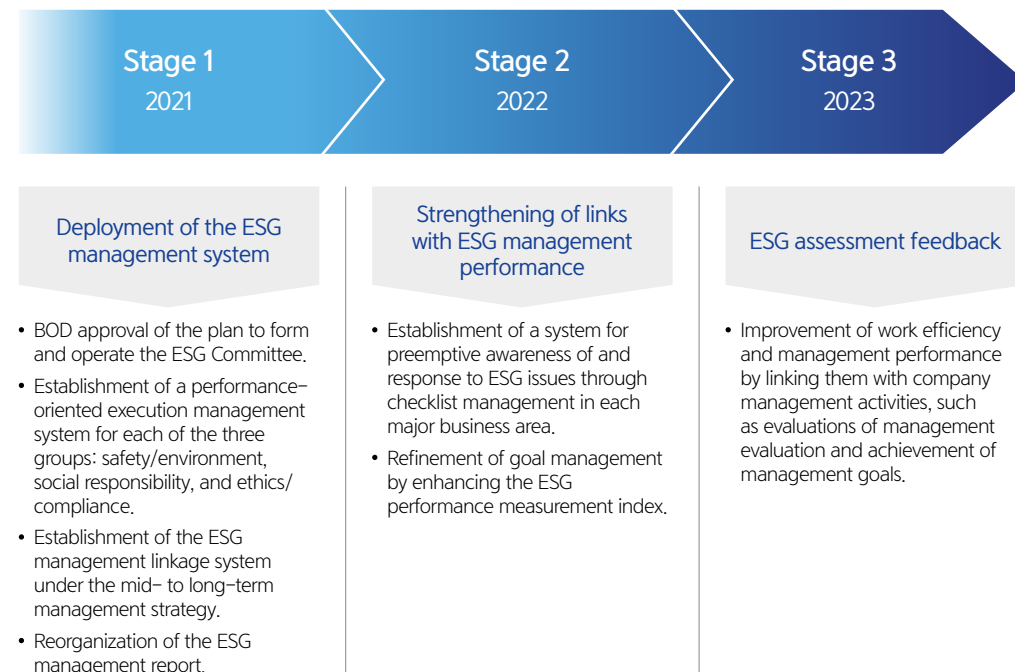 Stage 1
2021
Stage 2
2022
Stage 3
2023
Deployment of the ESG
management system
• BOD approval of the plan to form
and operate the ESG Committee.
• Establishment of a performance-
oriented execution management
system for each of the three
groups: safety/environment,
social responsibility, and ethics/
compliance.
• Establishment of the ESG
management linkage system
under the mid- to long-term
management strategy.
• Reorganization of the ESG
management report.
Strengthening of links
with ESG management
performance
• Establishment of a system for
preemptive awareness of and
response to ESG issues through
checklist management in each
major business area.
• Refinement of goal management
by enhancing the ESG
performance measurement index.
ESG assessment feedback
• Improvement of work efficiency
and management performance
by linking them with company
management activities, such
as evaluations of management
evaluation and achievement of
management goals.